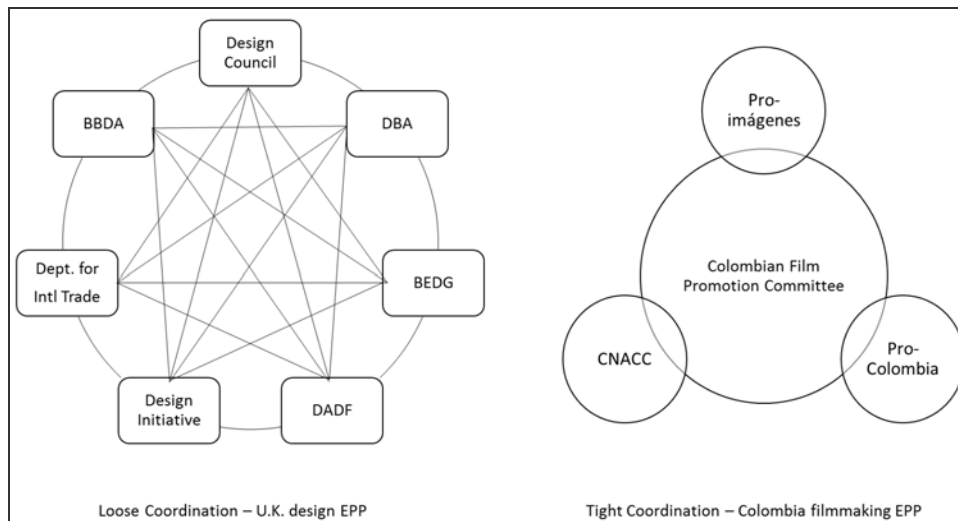 Design
Council
BBDA
DBA
Dept. for
Intl Trade
BEDG
Design
Initiative
DADF
Loose Coordination – U.K. design EPP
Pro-
imágenes
Colombian Film
Promotion Committee
CNACC
Pro-
Colombia
Tight Coordination – Colombia filmmaking EPP